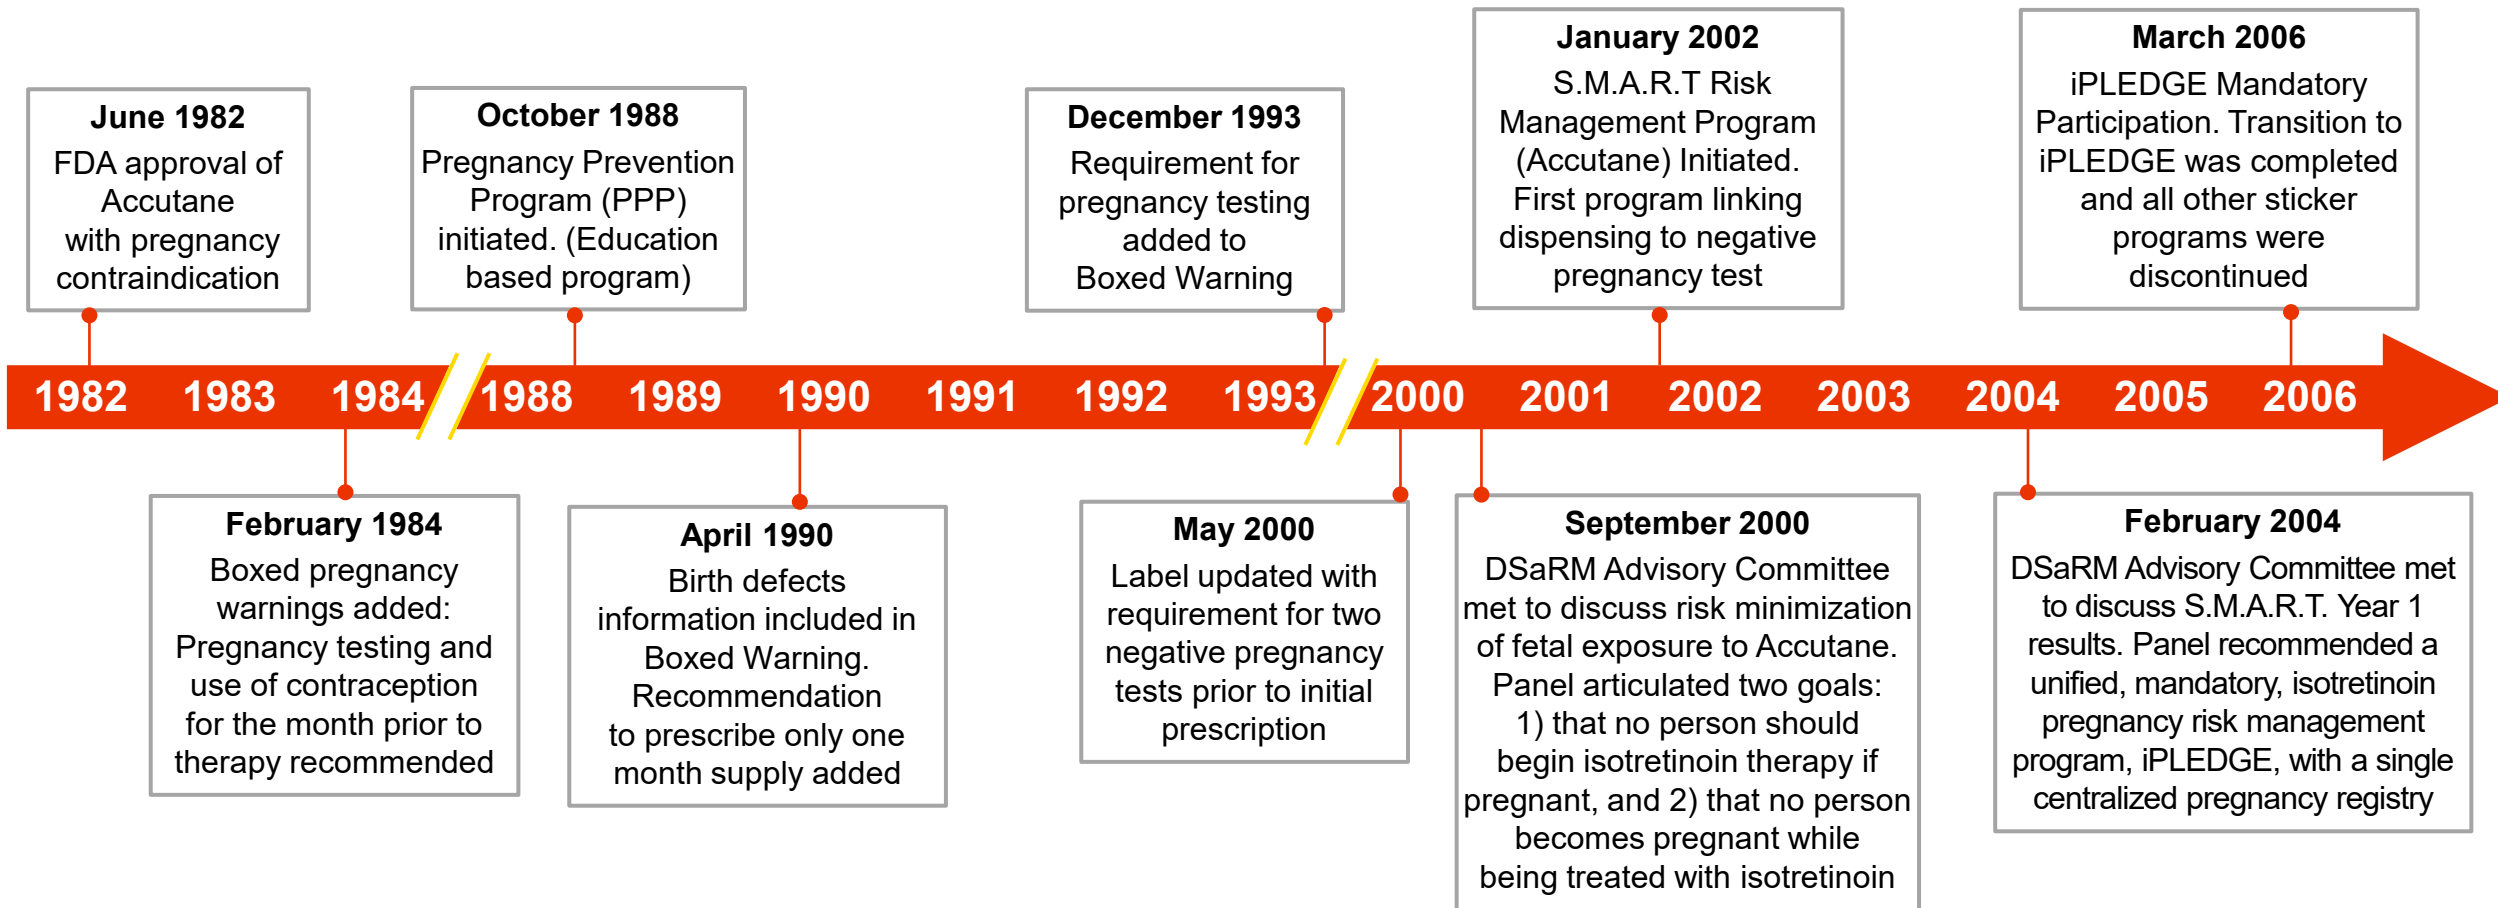 June 1982
FDA approval of
Accutane
with pregnancy
contraindication
October 1988
Pregnancy Prevention
Program (PPP)
initiated. (Education
based program)
December 1993
Requirement for
pregnancy testing
added to
Boxed Warning
January 2002
S.M.A.R.T Risk
Management Program
(Accutane) Initiated.
First program linking
dispensing to negative
pregnancy test
March 2006
iPLEDGE Mandatory
Participation. Transition to
iPLEDGE was completed
and all other sticker
programs were
discontinued
1982 1983 1984 1988 1989 1990 1991 1992 1993 2000 2001 2002 2003 2004 2005 2006
February 1984
Boxed pregnancy
warnings added:
Pregnancy testing and
use of contraception
for the month prior to
therapy recommended
April 1990
Birth defects
information included in
Boxed Warning.
Recommendation
to prescribe only one
month supply added
May 2000
Label updated with
requirement for two
negative pregnancy
tests prior to initial
prescription
September 2000
DSaRM Advisory Committee
met to discuss risk minimization
of fetal exposure to Accutane.
Panel articulated two goals:
1) that no person should
begin isotretinoin therapy if
pregnant, and 2) that no person
becomes pregnant while
being treated with isotretinoin
February 2004
DSaRM Advisory Committee met
to discuss S.M.A.R.T. Year 1
results. Panel recommended a
unified, mandatory, isotretinoin
pregnancy risk management
program, iPLEDGE, with a single
centralized pregnancy registry